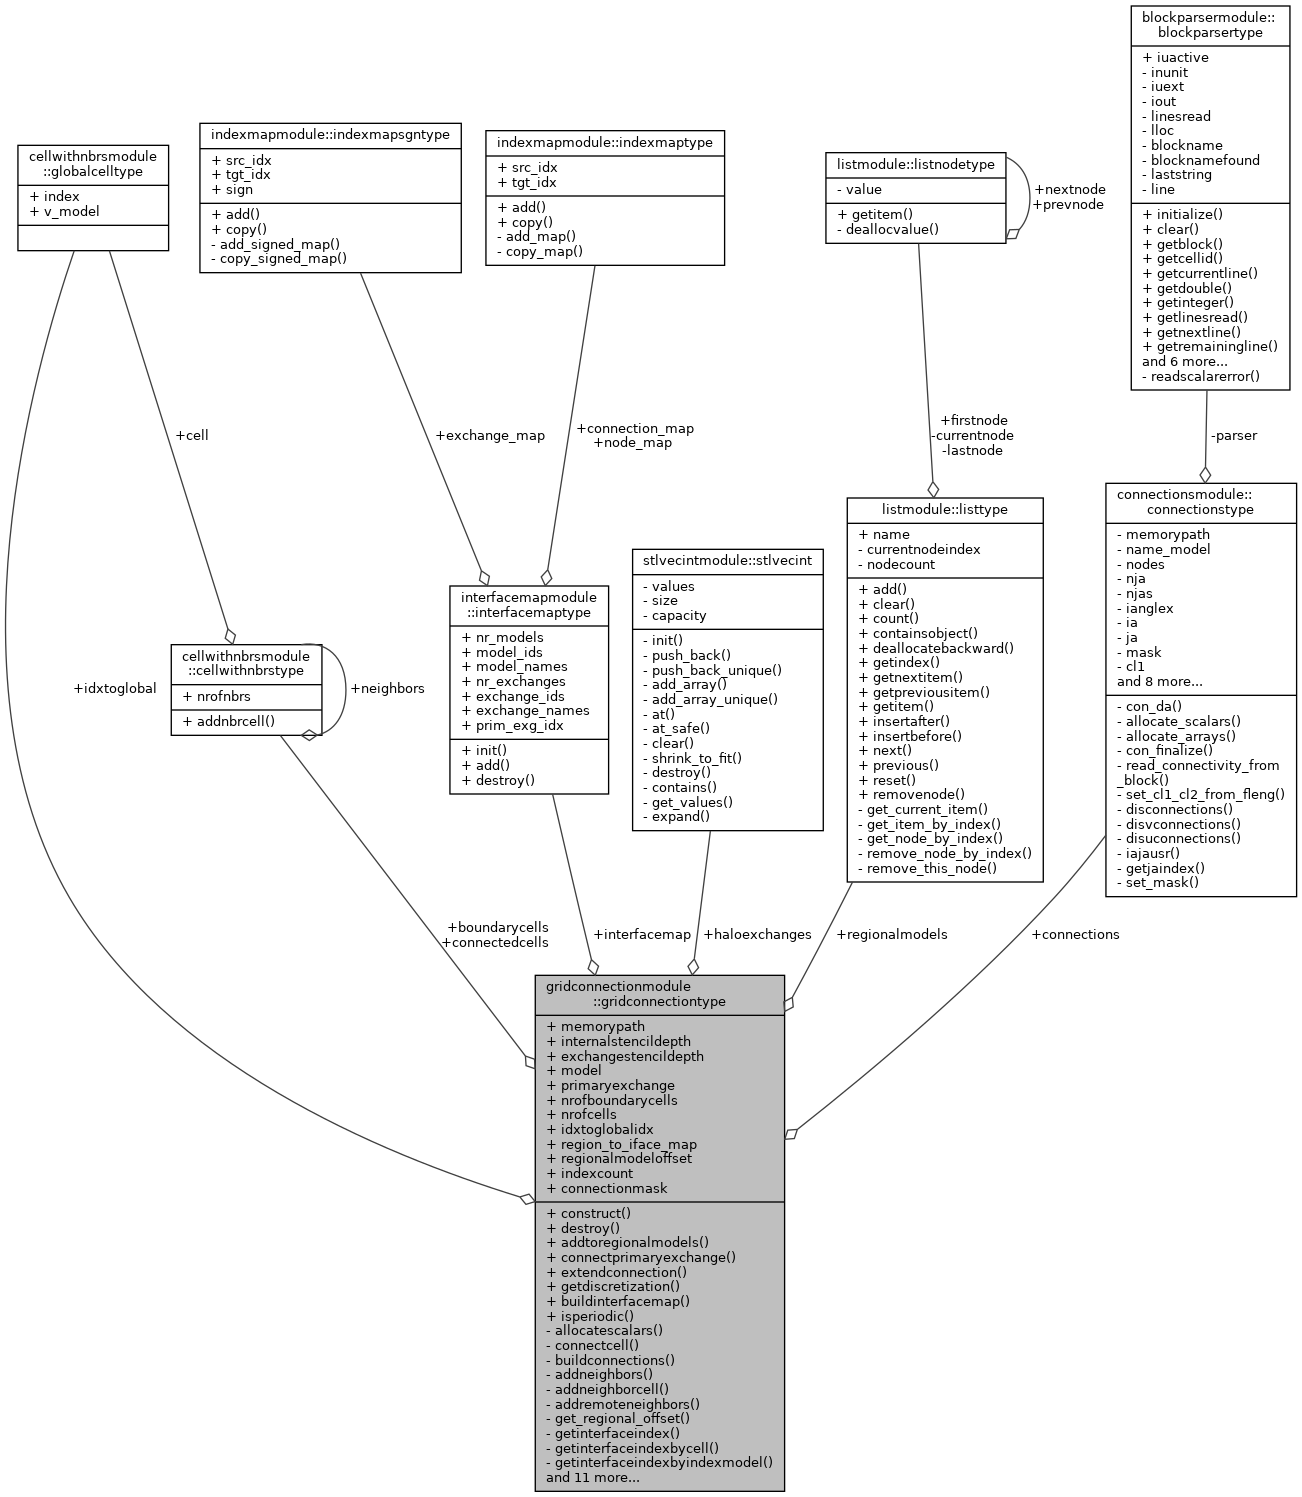 blockparsermodule::
blockparsertype
+ iuactive
- inunit
- iuext
- iout
- linesread
- lloc
- blockname
- blocknamefound
- laststring
- line
+ initialize()
+ clear()
+ getblock()
+ getcellid()
+ getcurrentline()
+ getdouble()
+ getinteger()
+ getlinesread()
+ getnextline()
+ getremainingline()
and 6 more...
- readscalarerror()
cellwithnbrsmodule
::globalcelltype
+ index
+ v_model
indexmapmodule::indexmapsgntype
+ src_idx
+ tgt_idx
+ sign
+ add()
+ copy()
- add_signed_map()
- copy_signed_map()
indexmapmodule::indexmaptype
+ src_idx
+ tgt_idx
+ add()
+ copy()
- add_map()
- copy_map()
listmodule::listnodetype
- value
+ getitem()
- deallocvalue()
+nextnode
+prevnode
+cell
+exchange_map
+connection_map
+node_map
+firstnode
-currentnode
-lastnode
-parser
cellwithnbrsmodule
::cellwithnbrstype
+ nrofnbrs
+ addnbrcell()
+neighbors
+idxtoglobal
interfacemapmodule
::interfacemaptype
+ nr_models
+ model_ids
+ model_names
+ nr_exchanges
+ exchange_ids
+ exchange_names
+ prim_exg_idx
+ init()
+ add()
+ destroy()
stlvecintmodule::stlvecint
- values
- size
- capacity
- init()
- push_back()
- push_back_unique()
- add_array()
- add_array_unique()
- at()
- at_safe()
- clear()
- shrink_to_fit()
- destroy()
- contains()
- get_values()
- expand()
listmodule::listtype
+ name
- currentnodeindex
- nodecount
+ add()
+ clear()
+ count()
+ containsobject()
+ deallocatebackward()
+ getindex()
+ getnextitem()
+ getpreviousitem()
+ getitem()
+ insertafter()
+ insertbefore()
+ next()
+ previous()
+ reset()
+ removenode()
- get_current_item()
- get_item_by_index()
- get_node_by_index()
- remove_node_by_index()
- remove_this_node()
connectionsmodule::
connectionstype
- memorypath
- name_model
- nodes
- nja
- njas
- ianglex
- ia
- ja
- mask
- cl1
and 8 more...
- con_da()
- allocate_scalars()
- allocate_arrays()
- con_finalize()
- read_connectivity_from
_block()
- set_cl1_cl2_from_fleng()
- disconnections()
- disvconnections()
- disuconnections()
- iajausr()
- getjaindex()
- set_mask()
+boundarycells
+connectedcells
+interfacemap
+haloexchanges
+regionalmodels
+connections
gridconnectionmodule
::gridconnectiontype
+ memorypath
+ internalstencildepth
+ exchangestencildepth
+ model
+ primaryexchange
+ nrofboundarycells
+ nrofcells
+ idxtoglobalidx
+ region_to_iface_map
+ regionalmodeloffset
+ indexcount
+ connectionmask
+ construct()
+ destroy()
+ addtoregionalmodels()
+ connectprimaryexchange()
+ extendconnection()
+ getdiscretization()
+ buildinterfacemap()
+ isperiodic()
- allocatescalars()
- connectcell()
- buildconnections()
- addneighbors()
- addneighborcell()
- addremoteneighbors()
- get_regional_offset()
- getinterfaceindex()
- getinterfaceindexbycell()
- getinterfaceindexbyindexmodel()
and 11 more...